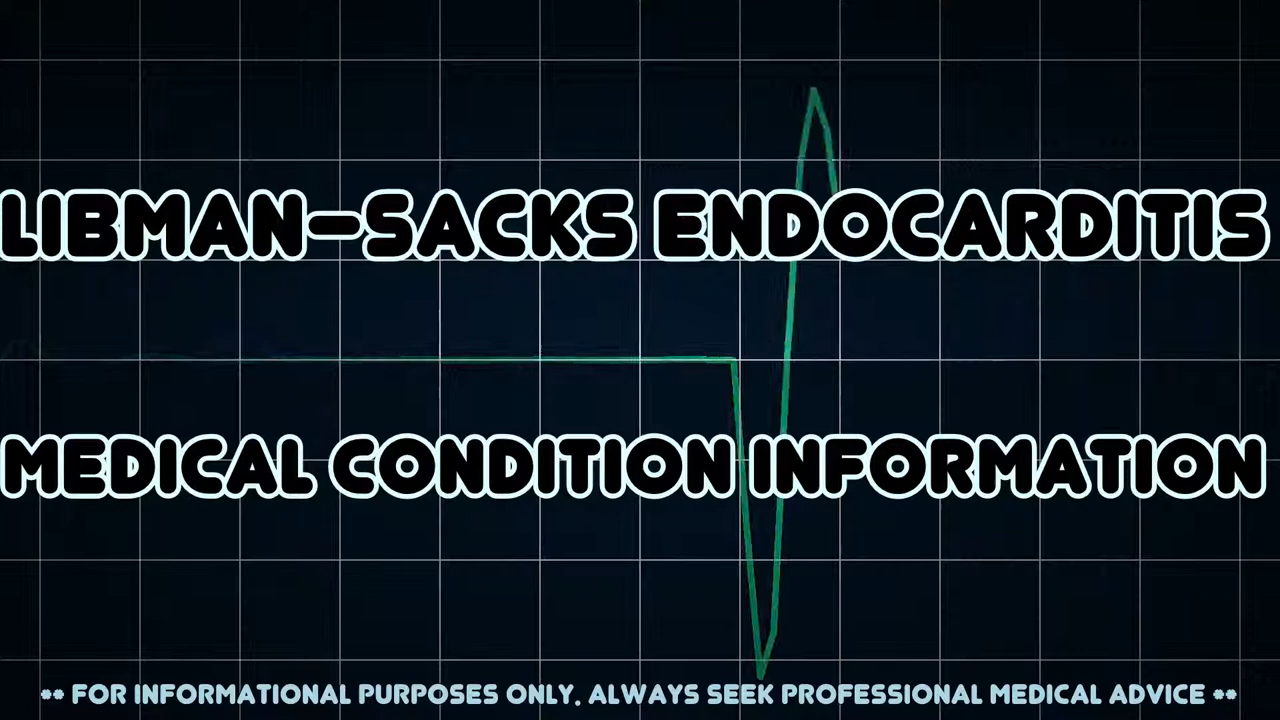 LIBMAN-SACKS ENDOCARDITIS
MEDICAL CONDITION INFORMATION
** FOR INFORMATIONAL PURPOSES ONLY. ALWAYS SEEK PROFESSIONAL MEDICAL ADVICE **